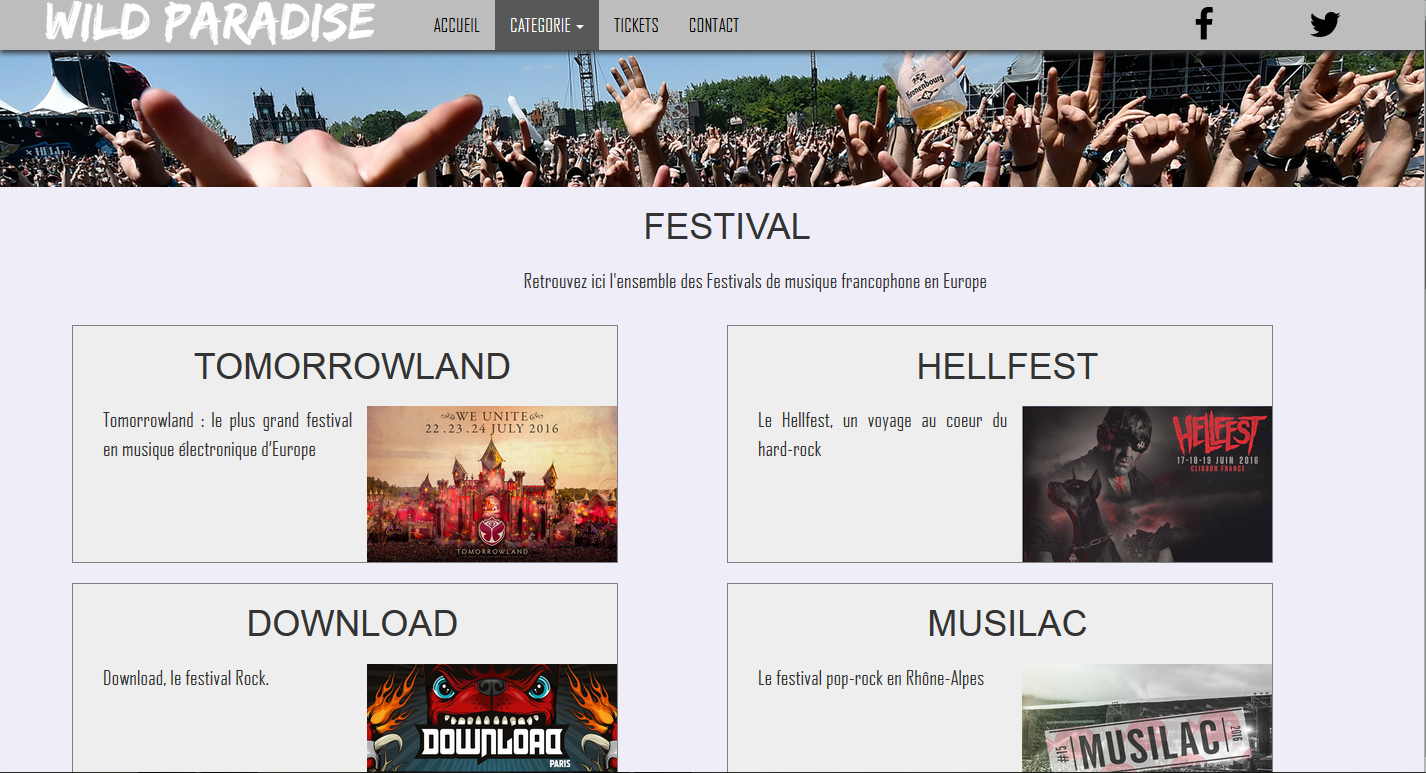 WILD PARADISE
ACCUEIL CATEGORIE TICKETS CONTACT
Kronenbourg
FESTIVAL
Retrouvez ici l'ensemble des Festivals de musique francophone en Europe
TOMORROWLAND
Tomorrowland : le plus grand festival
en musique électronique d'Europe
WE UNITE
22.23.24 JULY 2016
TOMORROWLAND
HELLFEST
Le Hellfest, un voyage au coeur du
hard-rock
HELLFEST
17-18-19 JUIN 2016
CLISSON FRANCE
DOWNLOAD
Download, le festival Rock.
DOWNLOAD
PARIS
MUSILAC
Le festival pop-rock en Rhône-Alpes
#15 MUSILAC 2016